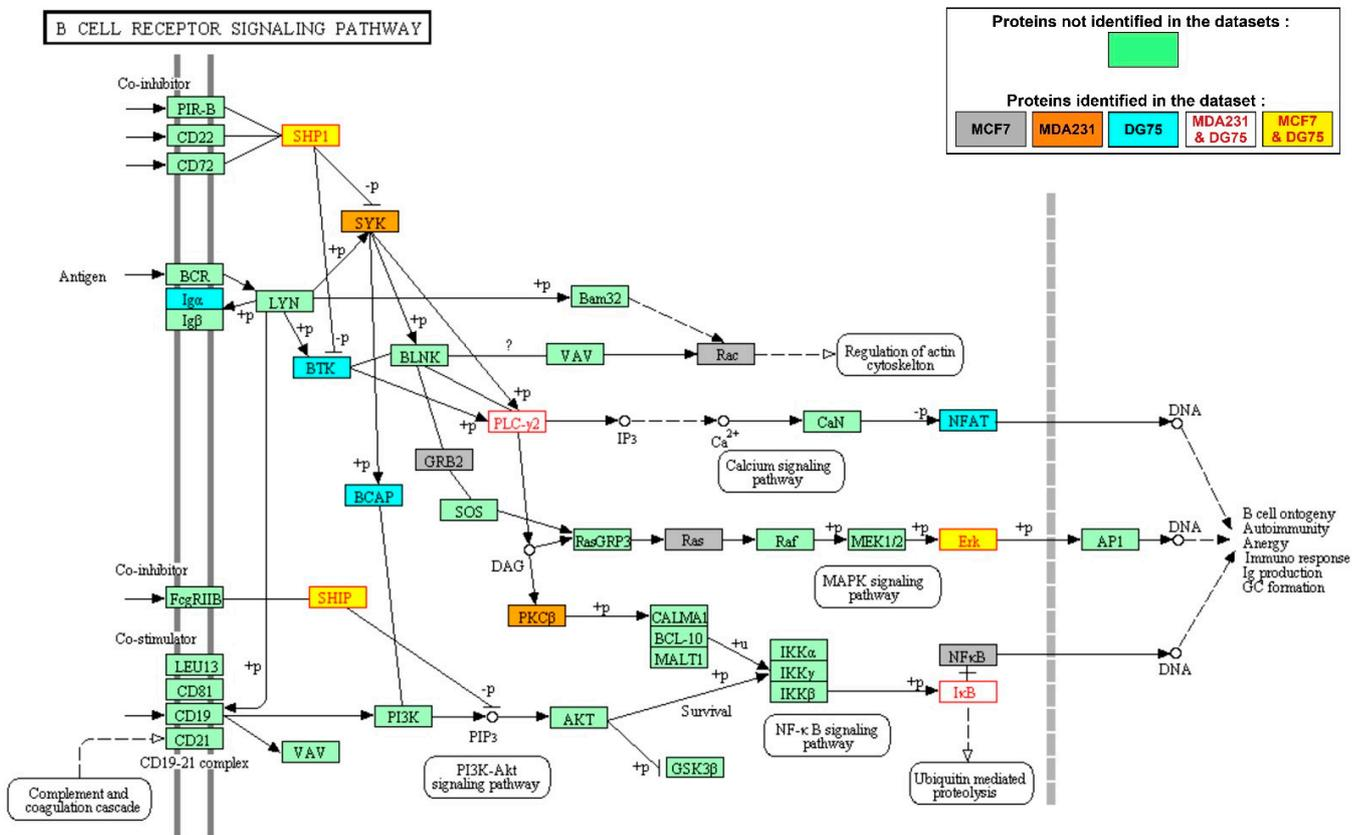 B CELL RECEPTOR SIGNALING PATHWAY
Proteins not identified in the datasets :
Proteins identified in the dataset :
MCF7
MDA231
DG75
MDA231
& DG75
MCF7
& DG75
Co-inhibitor
PIR-B
CD22
CD72
SHP1
-p
SYK
+p
Antigen
BCR
Igα
Igβ
+p
LYN
+p
-p
BTK
+p
Bam32
+p
BLNK
?
VAV
Rac
Regulation of actin
cytoskelton
+p
+p
PLC-γ2
IP3
Ca2+
CaN
-p
NFAT
DNA
Calcium signaling
pathway
GRB2
+p
BCAP
SOS
DAG
RasGRP3
Ras
Raf
+p
MEK1/2
+p
Erk
+p
AP1
DNA
MAPK signaling
pathway
B cell ontogeny
Autoimmunity
Anergy
Immuno response
Ig production
GC formation
Co-inhibitor
FcgRIIB
SHIP
PKCβ
+p
CALMA1
BCL-10
MALT1
+u
+p
IKKα
IKKγ
IKKβ
+p
NFκB
IκB
DNA
Co-stimulator
LEU13
CD81
CD19
CD21
+p
CD19-21 complex
VAV
PI3K
-p
PIP3
AKT
Survival
+p
GSK3β
NF-κ B signaling
pathway
PI3K-Akt
signaling pathway
Ubiquitin mediated
proteolysis
Complement and
coagulation cascade